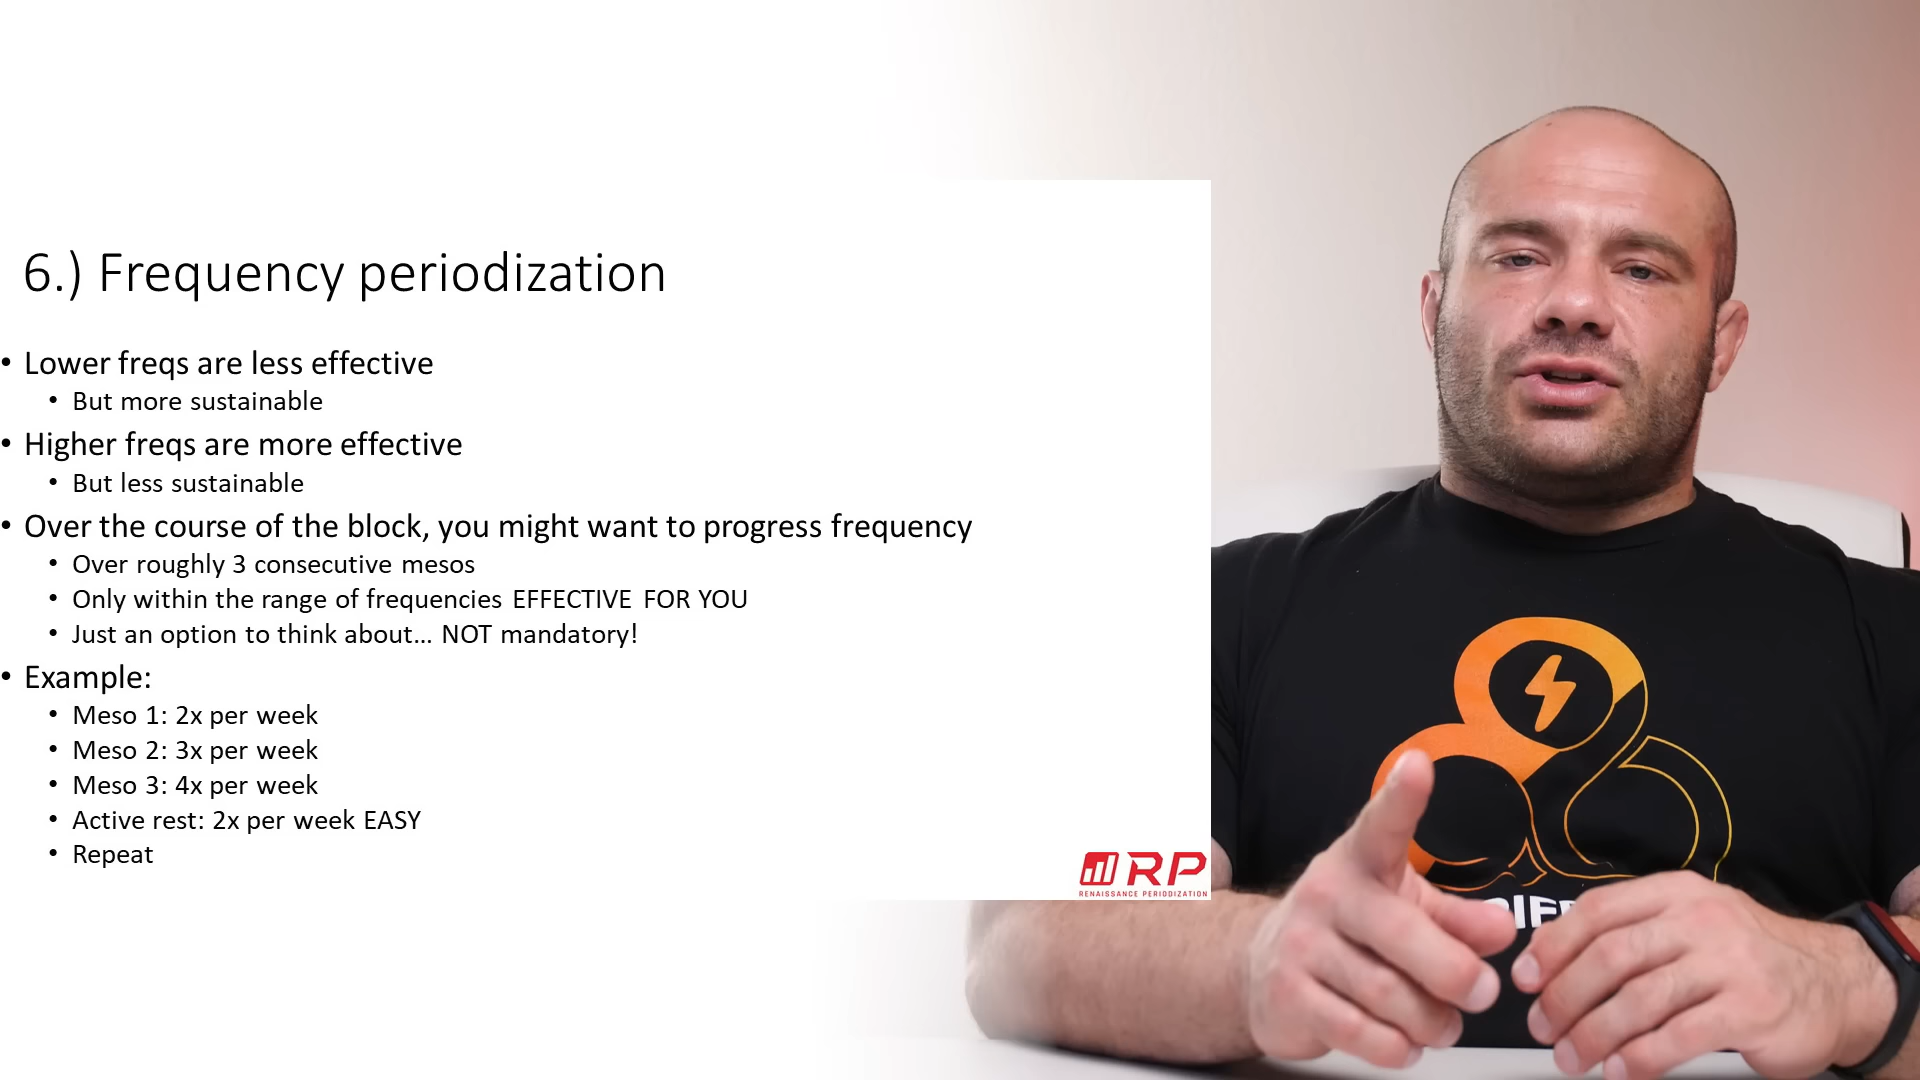 6.) Frequency periodization
• Lower freqs are less effective
• But more sustainable
• Higher freqs are more effective
• But less sustainable
• Over the course of the block, you might want to progress frequency
• Over roughly 3 consecutive mesos
• Only within the range of frequencies EFFECTIVE FOR YOU
• Just an option to think about... NOT mandatory!
• Example:
• Meso 1: 2x per week
• Meso 2: 3x per week
• Meso 3: 4x per week
• Active rest: 2x per week EASY
• Repeat
RP
RENAISSANCE PERIODIZATION